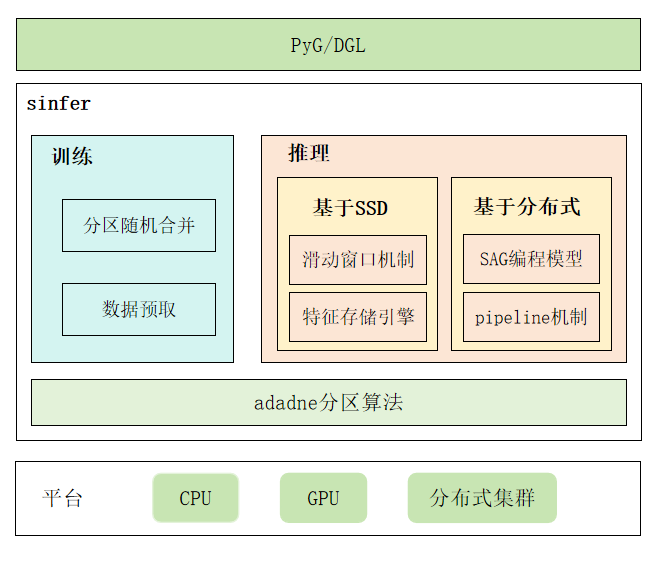 PyG/DGL
sinfer
训练
分区随机合并
数据预取
推理
基于SSD
滑动窗口机制
特征存储引擎
基于分布式
SAG编程模型
pipeline机制
adadne分区算法
平台
CPU
GPU
分布式集群